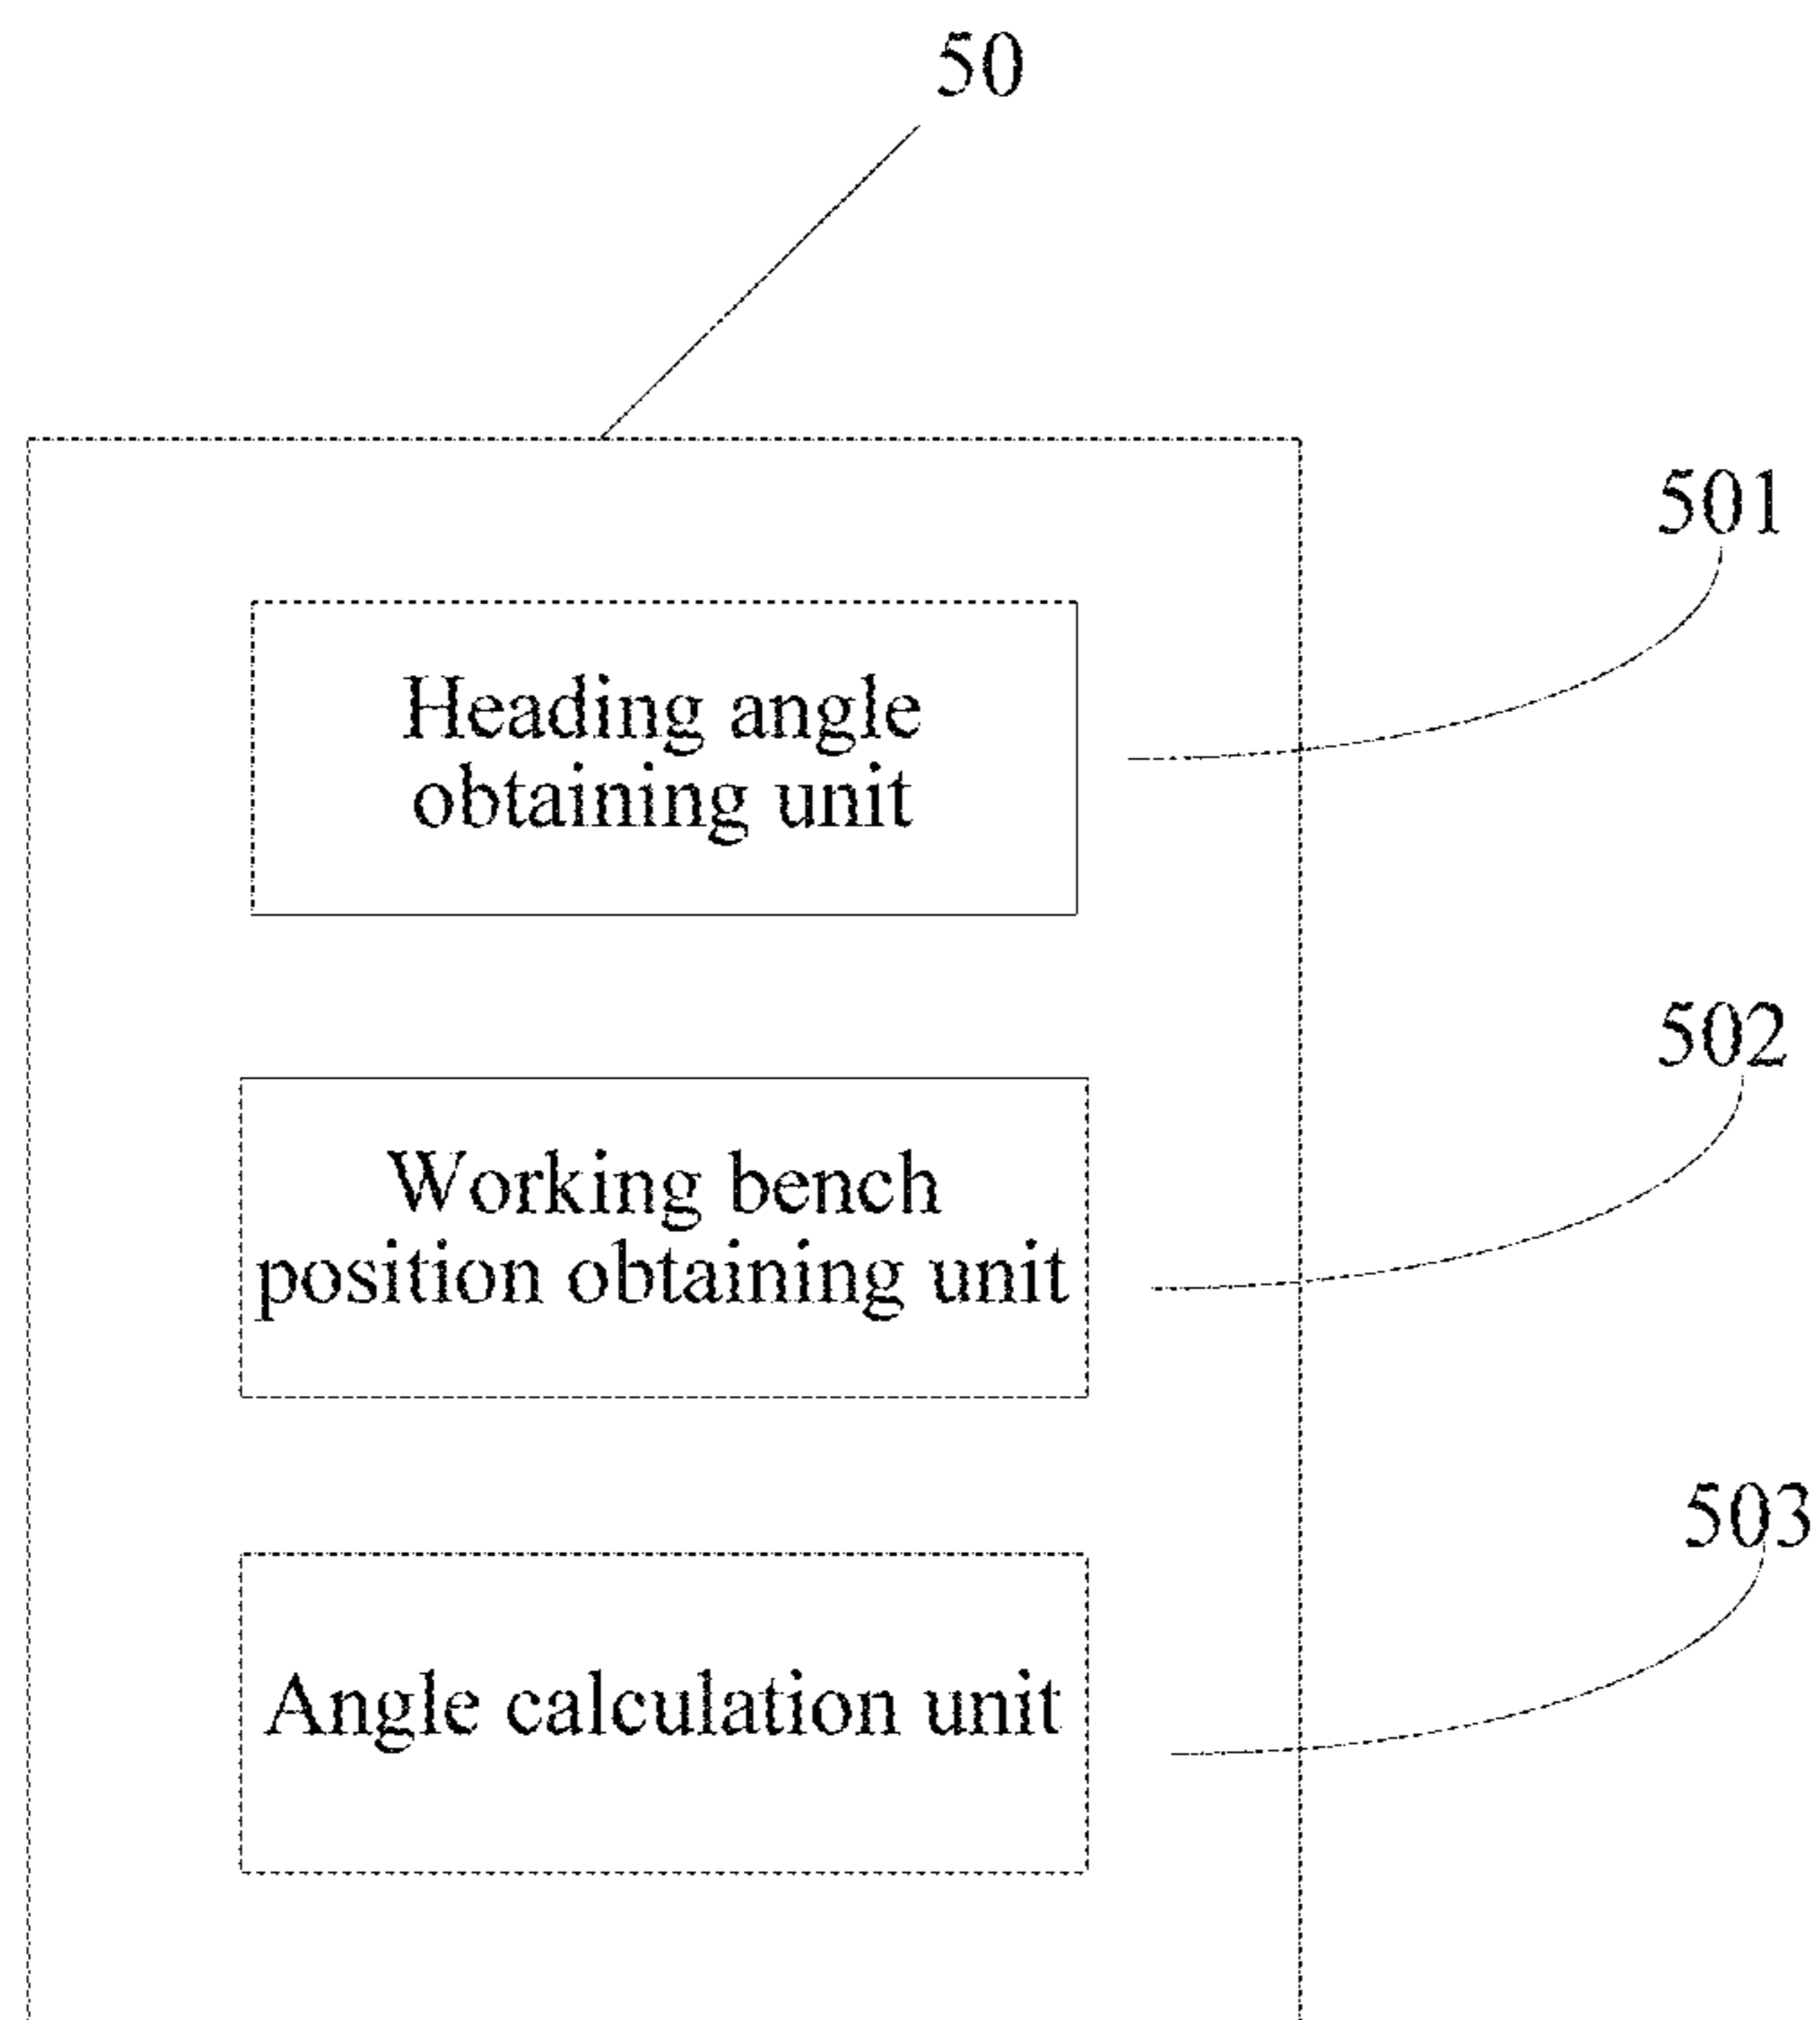 50
501
Heading angle
obtaining unit
502
Working bench
position obtaining unit
503
Angle calculation unit